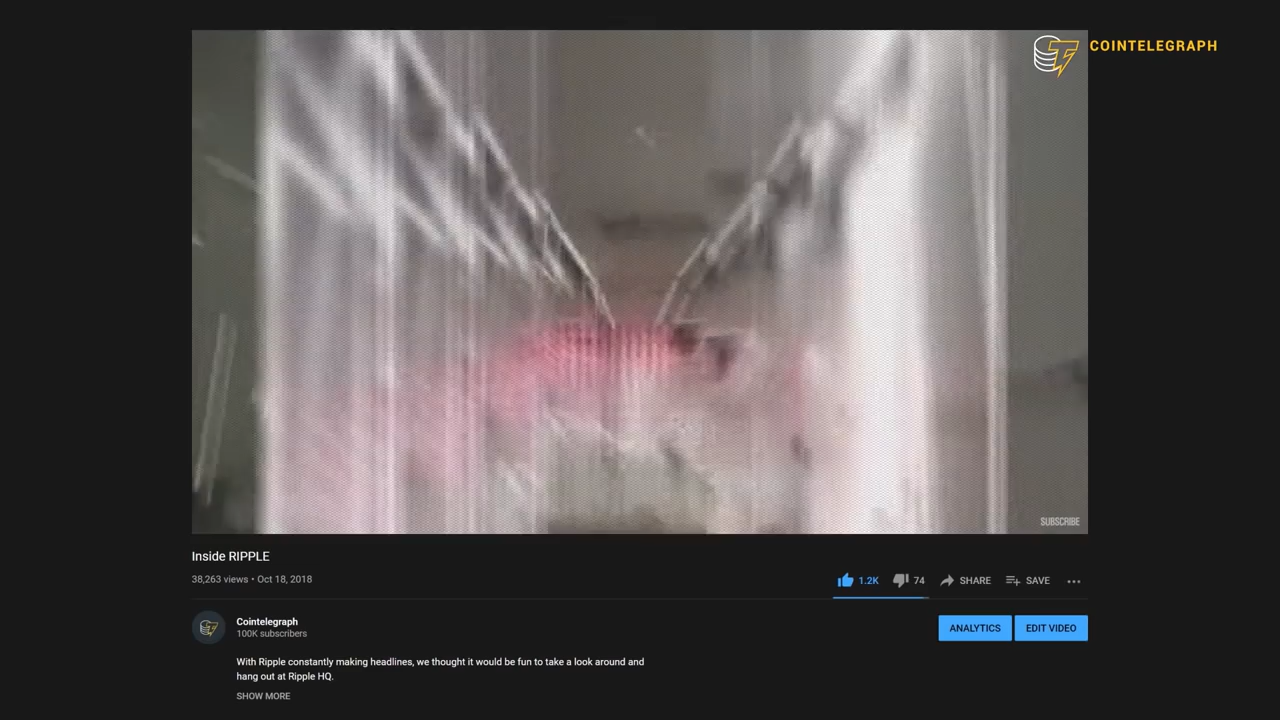 COINTELEGRAPH
SUBSCRIBE
Inside RIPPLE
38,263 views • Oct 18, 2018
1.2K 74 SHARE SAVE
Cointelegraph
100K subscribers
ANALYTICS EDIT VIDEO
With Ripple constantly making headlines, we thought it would be fun to take a look around and
hang out at Ripple HQ.
SHOW MORE